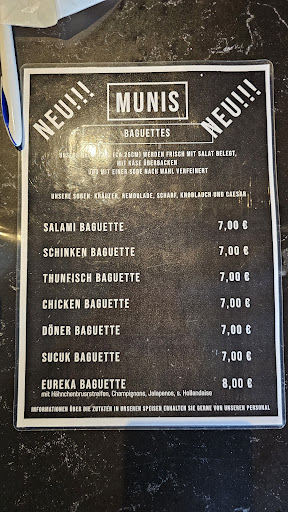 NEU!!!
MUNIS
NEU!!!
BAGUETTES
WERDEN FRISCH MIT SALAT BELEGT,
MIT KÄSE ÜBERBACKEN
UND MIT EINER SOßE NACH WAHL VERFEINERT
UNSERE SOßEN: KRÄUTER, REMOULADE, SCHARF, KNOBLAUCH UND CAESAR
SALAMI BAGUETTE 7,00 €
SCHINKEN BAGUETTE 7,00 €
THUNFISCH BAGUETTE 7,00 €
CHICKEN BAGUETTE 7,00 €
DÖNER BAGUETTE 7,00 €
SUCUK BAGUETTE 7,00 €
EUREKA BAGUETTE 8,00 €
mit Hähnchenbrusrstreifen, Champignons, Jalapenos, s. Hollandaise
INFORMATIONEN ÜBER DIE ZUTATEN IN UNSEREN SPEISEN ERHALTEN SIE GERNE VON UNSEREM PERSONAL